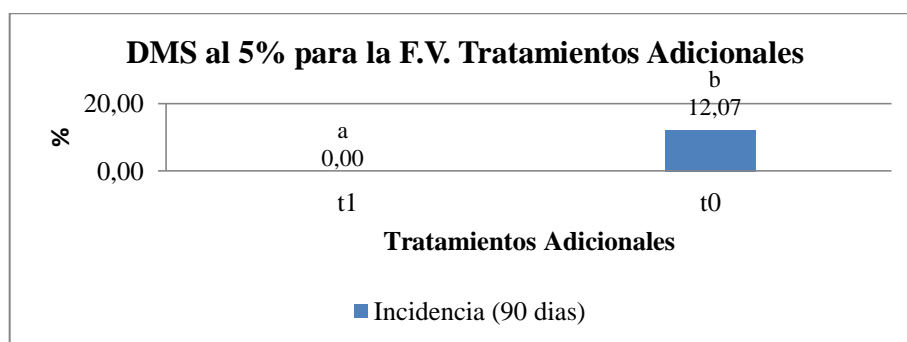 DMS al 5% para la F.V. Tratamientos Adicionales
b
20,00
12,07
a
0,00
0,00
%
t1
t0
Tratamientos Adicionales
Incidencia (90 dias)